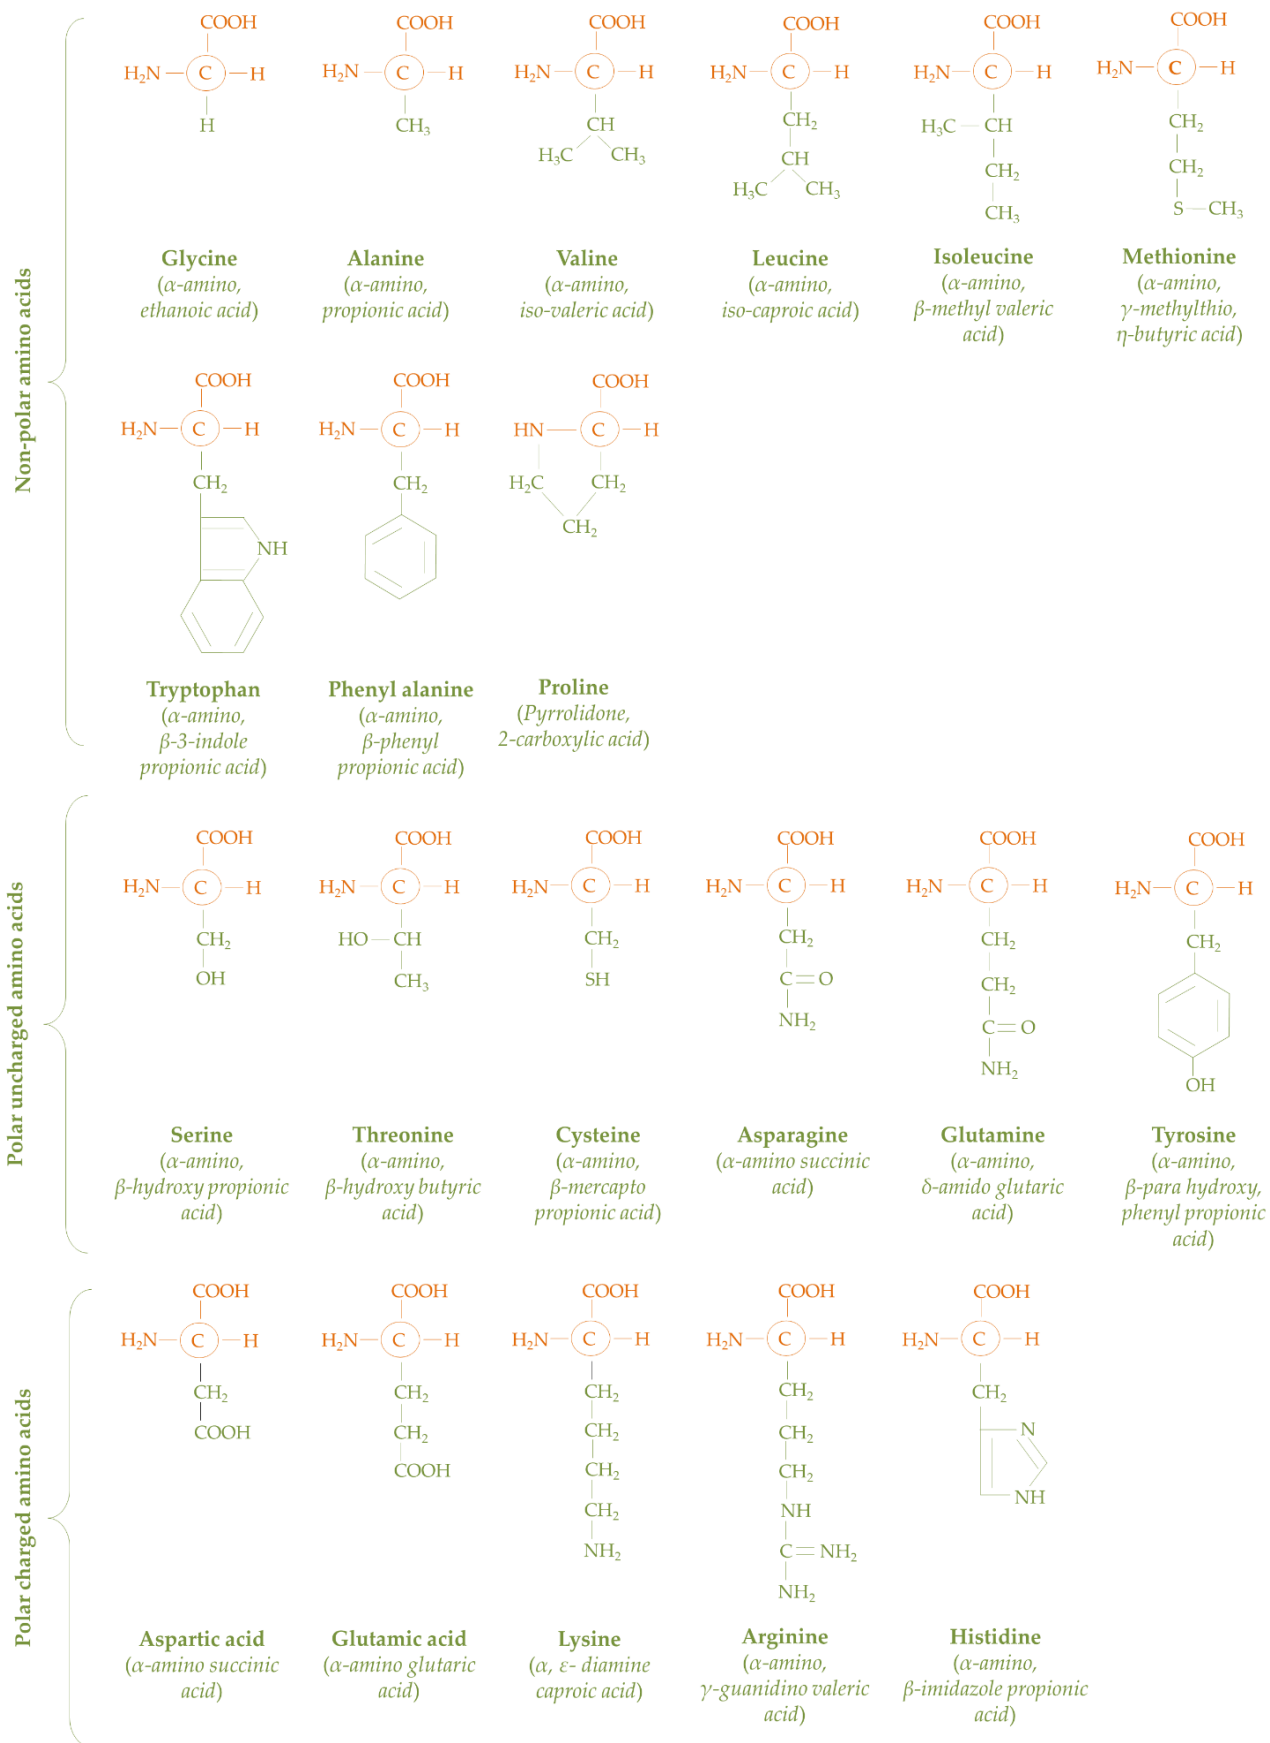 Non-polar amino acids
COOH COOH COOH COOH COOH COOH
H₂N C H H₂N C H H₂N C H H₂N C H H₂N C H H₂N C H
H CH₃ CH CH₂ H₃C CH CH₂
H₃C CH₃ CH CH₂ CH₂
H₃C CH₃ CH₃ S CH₃
Glycine Alanine Valine Leucine Isoleucine Methionine
(α-amino, (α-amino, (α-amino, (α-amino, (α-amino, (α-amino,
ethanoic acid) propionic acid) iso-valeric acid) iso-caproic acid) β-methyl valeric γ-methylthio,
acid) η-butyric acid)
COOH COOH COOH
H₂N C H H₂N C H HN C H
CH₂ CH₂ H₂C CH₂
CH₂
NH
Tryptophan Phenyl alanine Proline
(α-amino, (α-amino, (Pyrrolidone,
β-3-indole β-phenyl 2-carboxylic acid)
propionic acid) propionic acid)
Polar uncharged amino acids
COOH COOH COOH COOH COOH COOH
H₂N C H H₂N C H H₂N C H H₂N C H H₂N C H H₂N C H
CH₂ HO CH CH₂ CH₂ CH₂ CH₂
OH CH₃ SH C=O CH₂
NH₂ C=O
NH₂ OH
Serine Threonine Cysteine Asparagine Glutamine Tyrosine
(α-amino, (α-amino, (α-amino, (α-amino succinic (α-amino, (α-amino,
β-hydroxy propionic β-hydroxy butyric β-mercapto acid) δ-amido glutaric β-para hydroxy,
acid) acid) propionic acid) acid) phenyl propionic
acid)
Polar charged amino acids
COOH COOH COOH COOH COOH
H₂N C H H₂N C H H₂N C H H₂N C H H₂N C H
CH₂ CH₂ CH₂ CH₂ CH₂
COOH CH₂ CH₂ CH₂ N
COOH CH₂ CH₂ NH
CH₂ NH
NH₂ C=NH₂
NH₂
Aspartic acid Glutamic acid Lysine Arginine Histidine
(α-amino succinic (α-amino glutaric (α, ε- diamine (α-amino, (α-amino,
acid) acid) caproic acid) γ-guanidino valeric β-imidazole propionic
acid) acid)